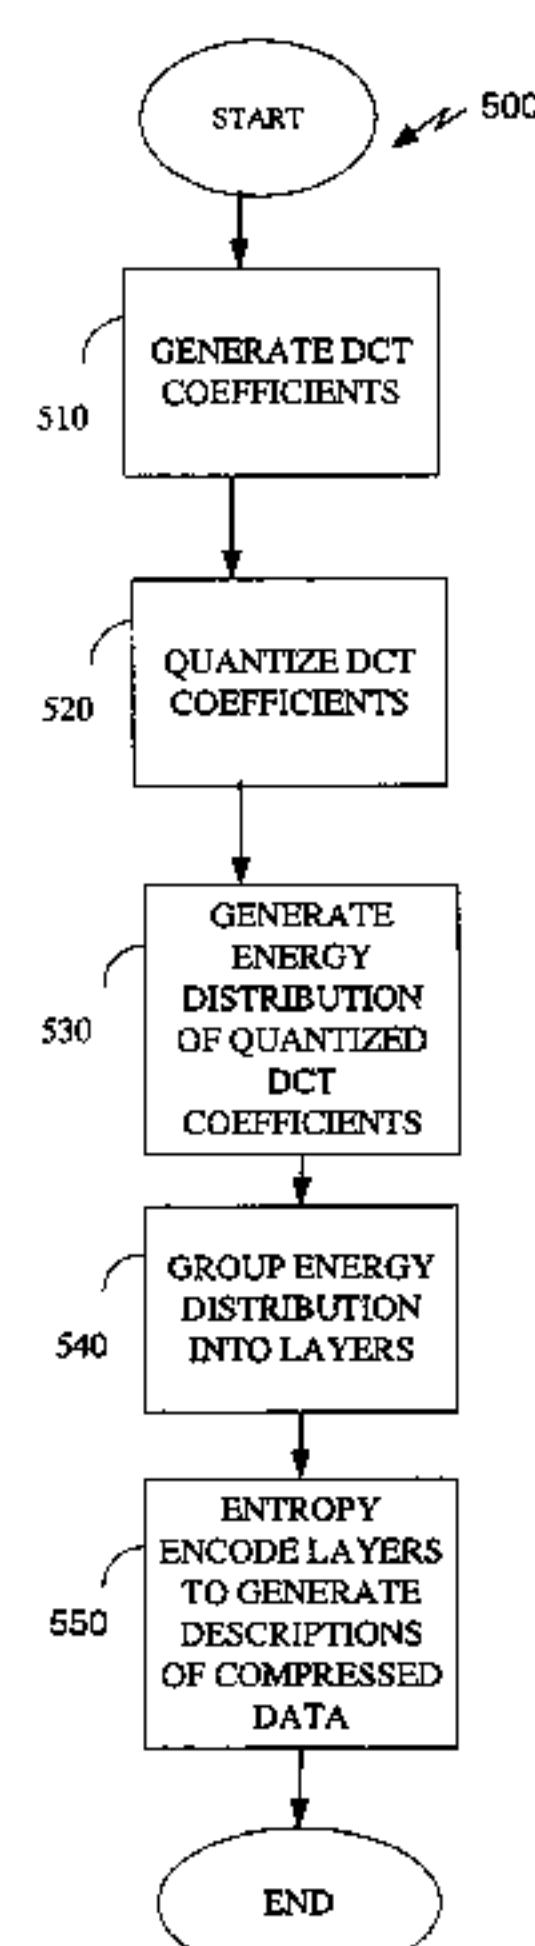 START
500
GENERATE DCT
COEFFICIENTS
510
QUANTIZE DCT
COEFFICIENTS
520
GENERATE
ENERGY
DISTRIBUTION
OF QUANTIZED
DCT
COEFFICIENTS
530
GROUP ENERGY
DISTRIBUTION
INTO LAYERS
540
ENTROPY
ENCODE LAYERS
TO GENERATE
DESCRIPTIONS
OF COMPRESSED
DATA
550
END